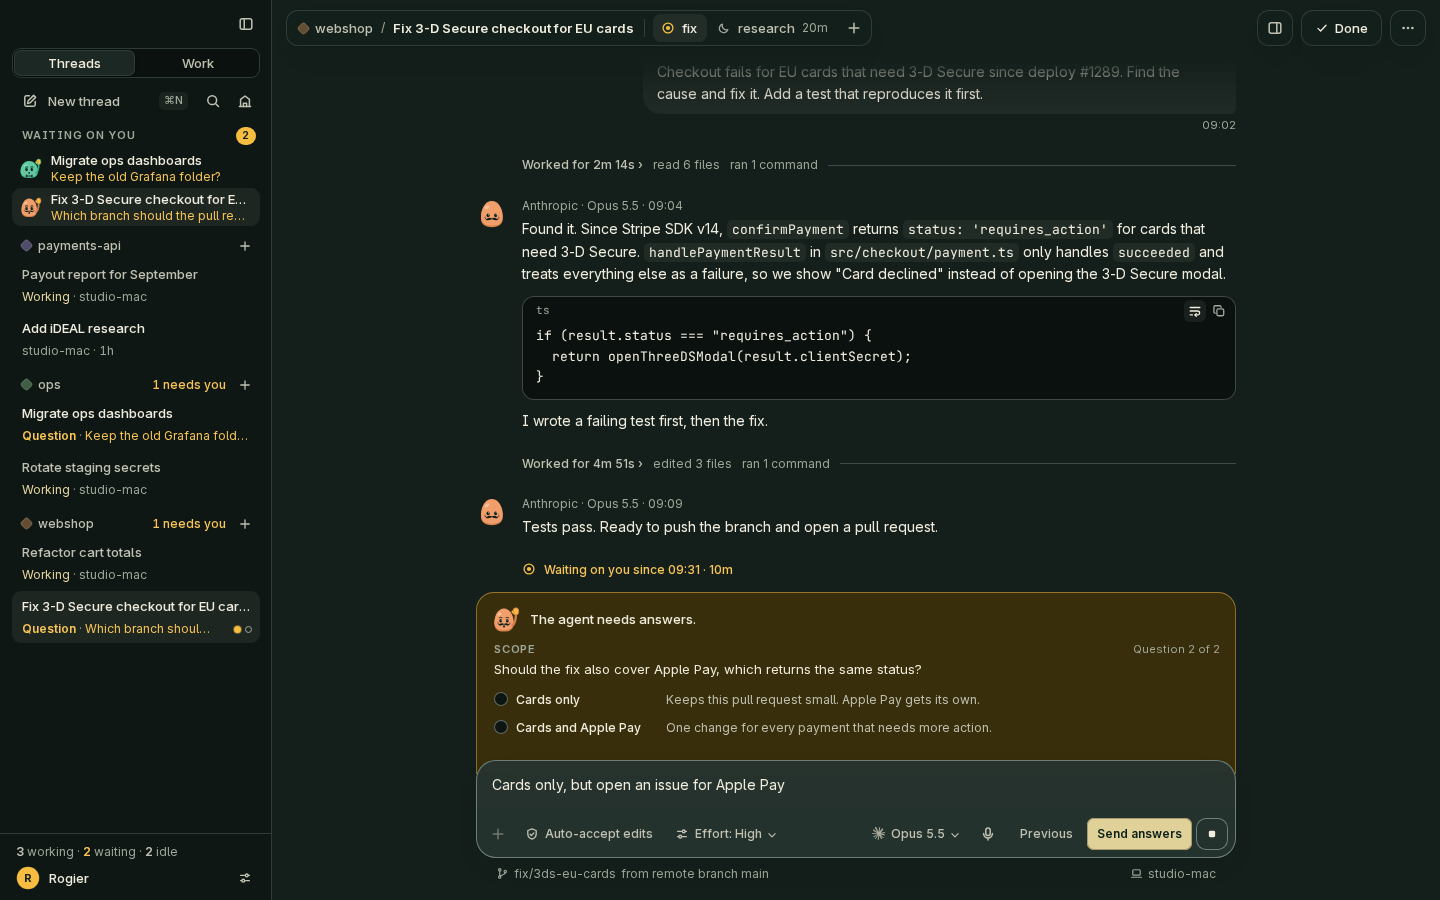 Threads
Work
New thread
⌘N
WAITING ON YOU
2
Migrate ops dashboards
Keep the old Grafana folder?
Fix 3-D Secure checkout for E…
Which branch should the pull re…
payments-api
Payout report for September
Working · studio-mac
Add iDEAL research
studio-mac · 1h
ops
1 needs you
Migrate ops dashboards
Question · Keep the old Grafana fold…
Rotate staging secrets
Working · studio-mac
webshop
1 needs you
Refactor cart totals
Working · studio-mac
Fix 3-D Secure checkout for EU car…
Question · Which branch shoul…
3 working · 2 waiting · 2 idle
R
Rogier
webshop / Fix 3-D Secure checkout for EU cards
fix
research 20m
Done
Checkout fails for EU cards that need 3-D Secure since deploy #1289. Find the
cause and fix it. Add a test that reproduces it first.
09:02
Worked for 2m 14s › read 6 files ran 1 command
Anthropic · Opus 5.5 · 09:04
Found it. Since Stripe SDK v14, confirmPayment returns status: 'requires_action' for cards that
need 3-D Secure. handlePaymentResult in src/checkout/payment.ts only handles succeeded and
treats everything else as a failure, so we show "Card declined" instead of opening the 3-D Secure modal.
ts
if (result.status === "requires_action") {
return openThreeDSModal(result.clientSecret);
}
I wrote a failing test first, then the fix.
Worked for 4m 51s › edited 3 files ran 1 command
Anthropic · Opus 5.5 · 09:09
Tests pass. Ready to push the branch and open a pull request.
Waiting on you since 09:31 · 10m
The agent needs answers.
SCOPE
Question 2 of 2
Should the fix also cover Apple Pay, which returns the same status?
Cards only Keeps this pull request small. Apple Pay gets its own.
Cards and Apple Pay One change for every payment that needs more action.
Cards only, but open an issue for Apple Pay
Auto-accept edits
Effort: High
Opus 5.5
Previous
Send answers
fix/3ds-eu-cards from remote branch main
studio-mac